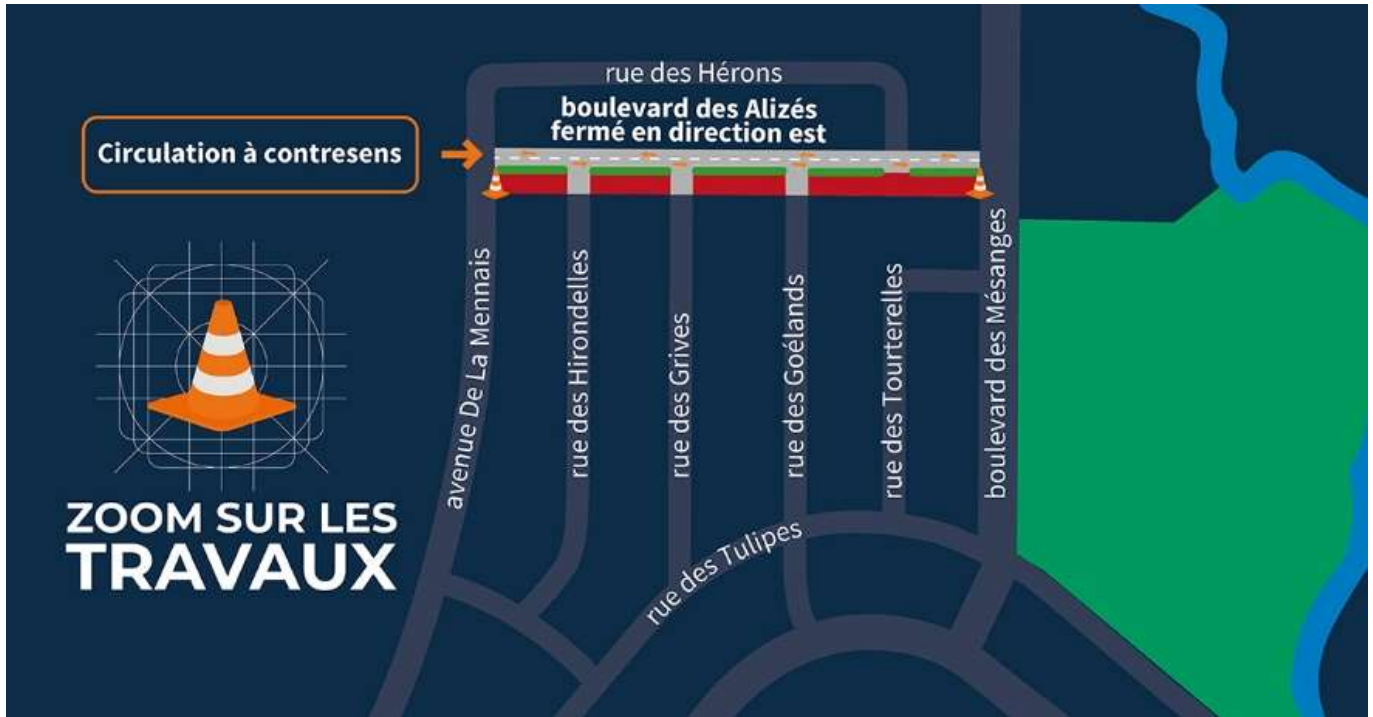 rue des Hérons
boulevard des Alizés
fermé en direction est
Circulation à contresens
avenue De La Mennais
rue des Hirondelles
rue des Grives
rue des Goélands
rue des Tourterelles
boulevard des Mésanges
rue des Tulipes
ZOOM SUR LES
TRAVAUX